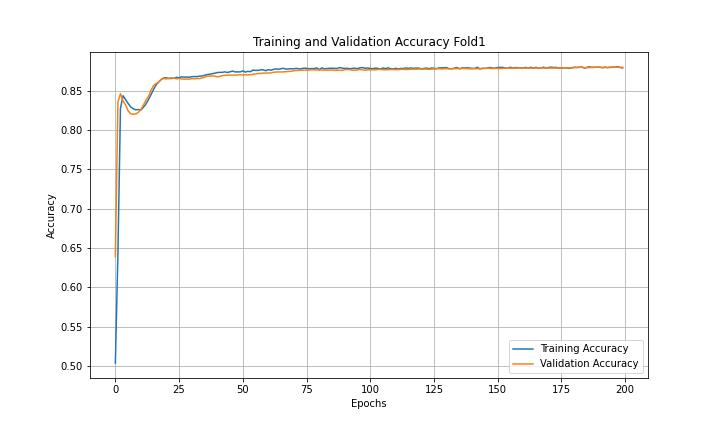 Training and Validation Accuracy Fold1
Accuracy
0.85
0.80
0.75
0.70
0.65
0.60
0.55
0.50
Training Accuracy
Validation Accuracy
0 25 50 75 100 125 150 175 200
Epochs